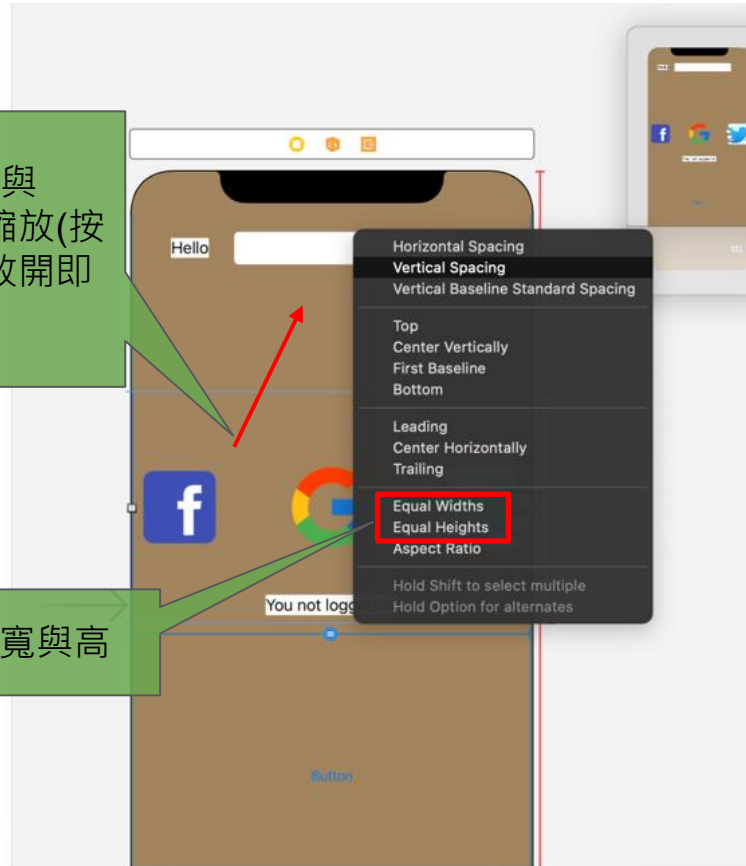 與
縮放(按
放開即
寬與高
Hello
Horizontal Spacing
Vertical Spacing
Vertical Baseline Standard Spacing
Top
Center Vertically
First Baseline
Bottom
Leading
Center Horizontally
Trailing
Equal Widths
Equal Heights
Aspect Ratio
Hold Shift to select multiple
Hold Option for alternates
f
G
You not logg
Button
f
G